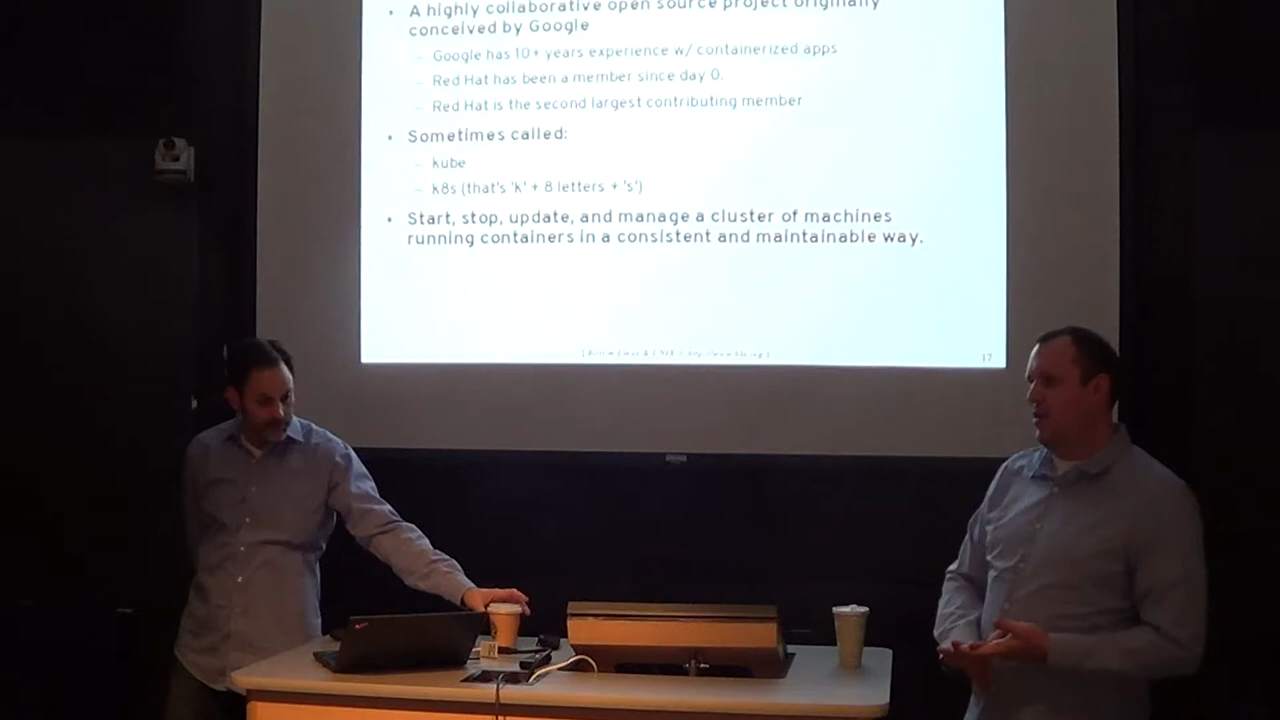 • A highly collaborative open source project originally
conceived by Google
– Google has 10+ years experience w/ containerized apps
– Red Hat has been a member since day 0.
– Red Hat is the second largest contributing member
• Sometimes called:
– kube
– k8s (that's 'k' + 8 letters + 's')
• Start, stop, update, and manage a cluster of machines
running containers in a consistent and maintainable way.
17